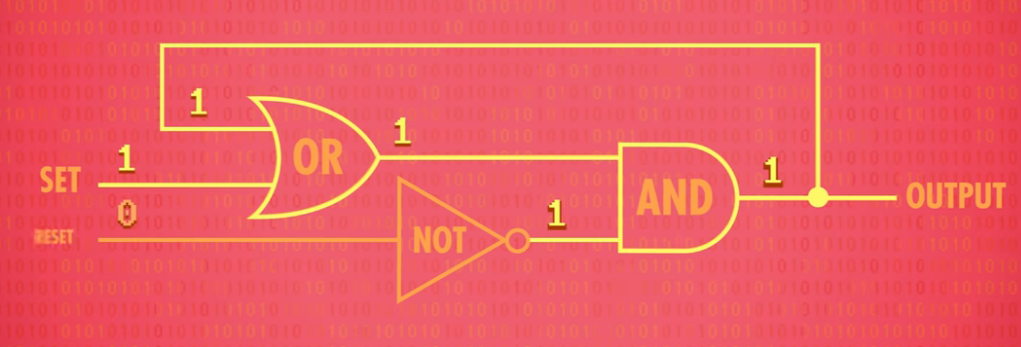 1
OR
1
SET
1
0
RESET
NOT
1
AND
1
OUTPUT